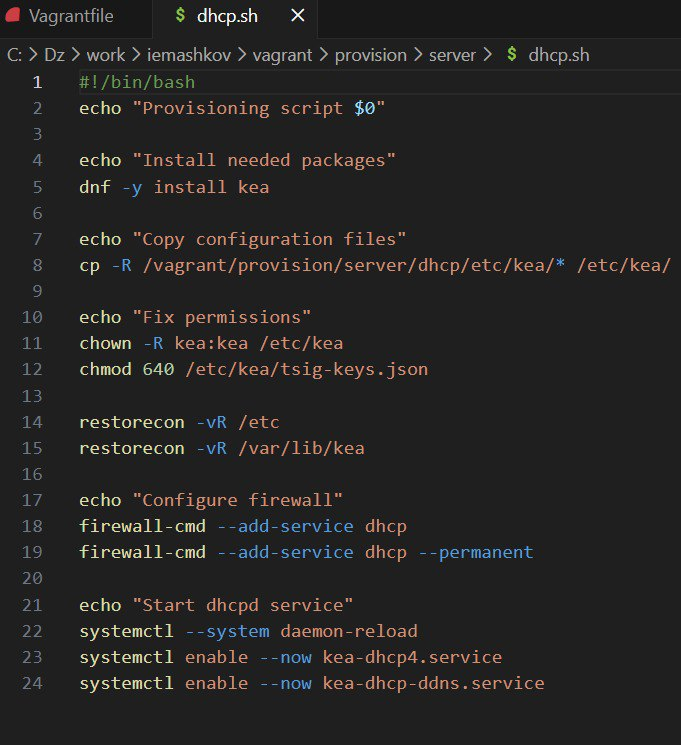 Vagrantfile $ dhcp.sh ×
C: > Dz > work > iemashkov > vagrant > provision > server > $ dhcp.sh
1 #!/bin/bash
2 echo "Provisioning script $0"
3
4 echo "Install needed packages"
5 dnf -y install kea
6
7 echo "Copy configuration files"
8 cp -R /vagrant/provision/server/dhcp/etc/kea/* /etc/kea/
9
10 echo "Fix permissions"
11 chown -R kea:kea /etc/kea
12 chmod 640 /etc/kea/tsig-keys.json
13
14 restorecon -vR /etc
15 restorecon -vR /var/lib/kea
16
17 echo "Configure firewall"
18 firewall-cmd --add-service dhcp
19 firewall-cmd --add-service dhcp --permanent
20
21 echo "Start dhcpd service"
22 systemctl --system daemon-reload
23 systemctl enable --now kea-dhcp4.service
24 systemctl enable --now kea-dhcp-ddns.service